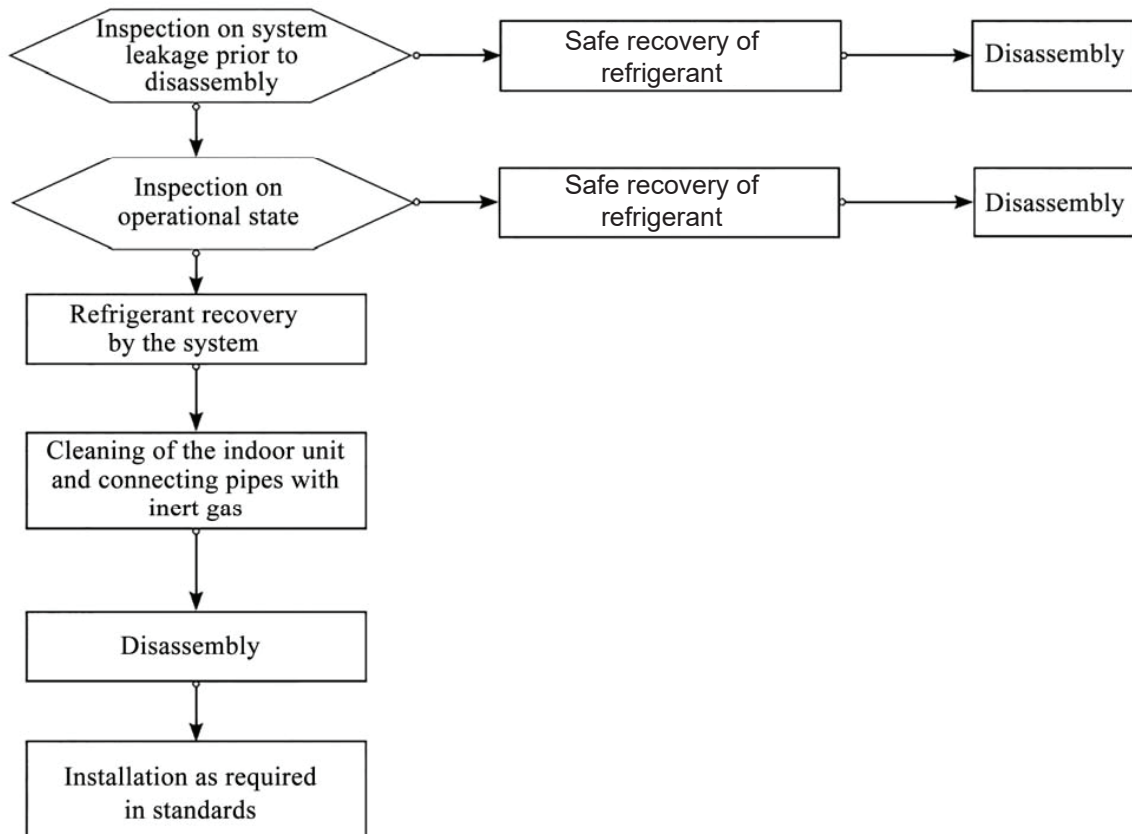 Inspection on system
leakage prior to
disassembly
Safe recovery of
refrigerant
Disassembly
Inspection on
operational state
Safe recovery of
refrigerant
Disassembly
Refrigerant recovery
by the system
Cleaning of the indoor unit
and connecting pipes with
inert gas
Disassembly
Installation as required
in standards